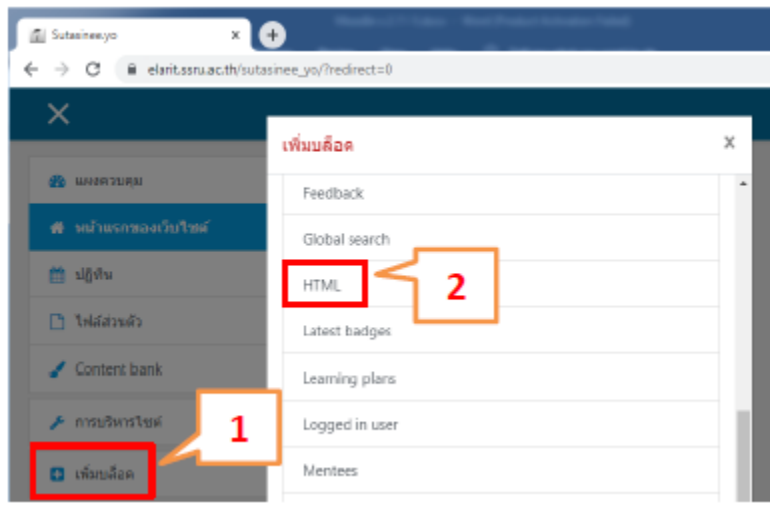 Sutasinee.yo x +
elarit.ssru.ac.th/sutasinee_yo/?redirect=0
เพิ่มบล็อค x
แผงควบคุม
หน้าแรกของเว็บไซต์
ปฏิทิน
ไฟล์ส่วนตัว
Content bank
การบริหารไซต์
เพิ่มบล็อค
1
Feedback
Global search
HTML
2
Latest badges
Learning plans
Logged in user
Mentees